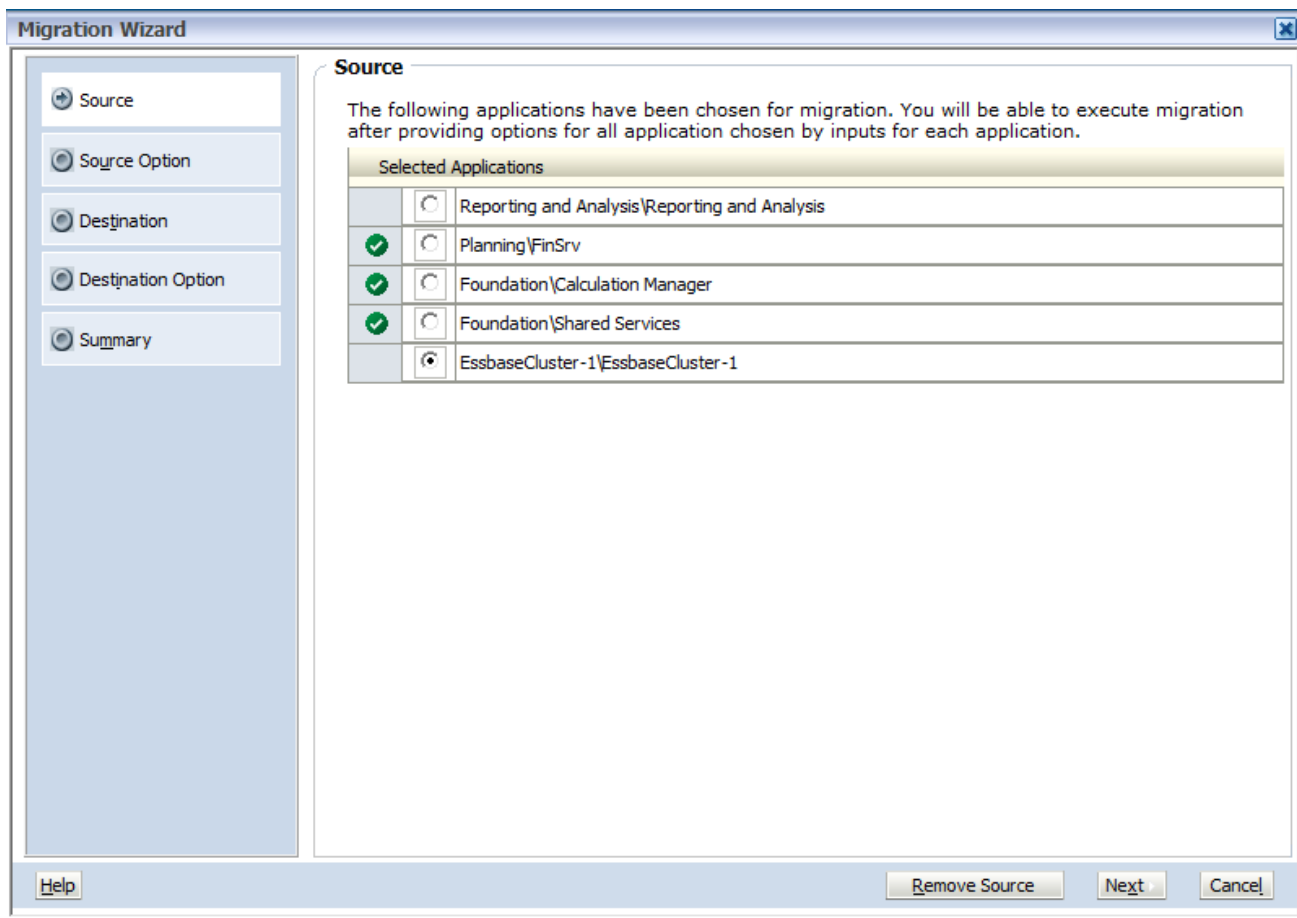 Migration Wizard
Source
Source Option
Destination
Destination Option
Summary
Source
The following applications have been chosen for migration. You will be able to execute migration
after providing options for all application chosen by inputs for each application.
Selected Applications
Reporting and Analysis\Reporting and Analysis
Planning\FinSrv
Foundation\Calculation Manager
Foundation\Shared Services
EssbaseCluster-1\EssbaseCluster-1
Help
Remove Source
Next
Cancel